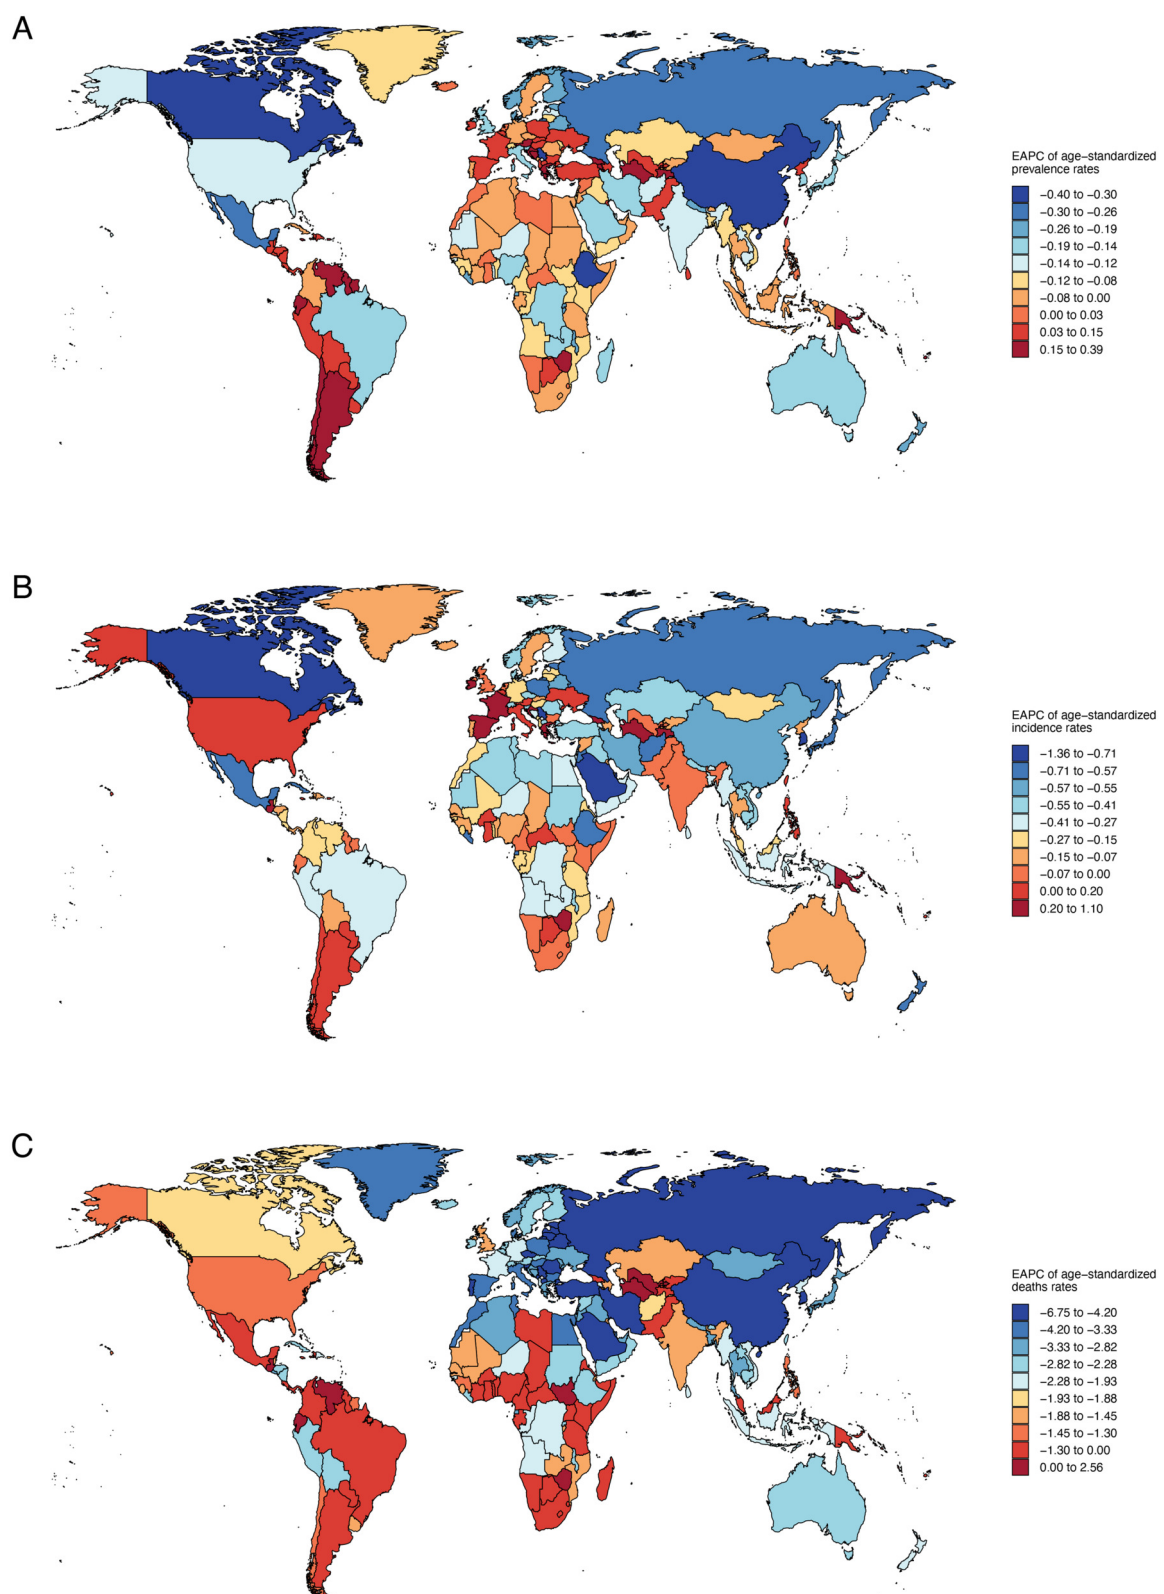 A
EAPC of age-standardized
prevalence rates
−0.40 to −0.30
−0.30 to −0.26
−0.26 to −0.19
−0.19 to −0.14
−0.14 to −0.12
−0.12 to −0.08
−0.08 to 0.00
0.00 to 0.03
0.03 to 0.15
0.15 to 0.39
B
EAPC of age-standardized
incidence rates
−1.36 to −0.71
−0.71 to −0.57
−0.57 to −0.55
−0.55 to −0.41
−0.41 to −0.27
−0.27 to −0.15
−0.15 to −0.07
−0.07 to 0.00
0.00 to 0.20
0.20 to 1.10
C
EAPC of age-standardized
deaths rates
−6.75 to −4.20
−4.20 to −3.33
−3.33 to −2.82
−2.82 to −2.28
−2.28 to −1.93
−1.93 to −1.88
−1.88 to −1.45
−1.45 to −1.30
−1.30 to 0.00
0.00 to 2.56